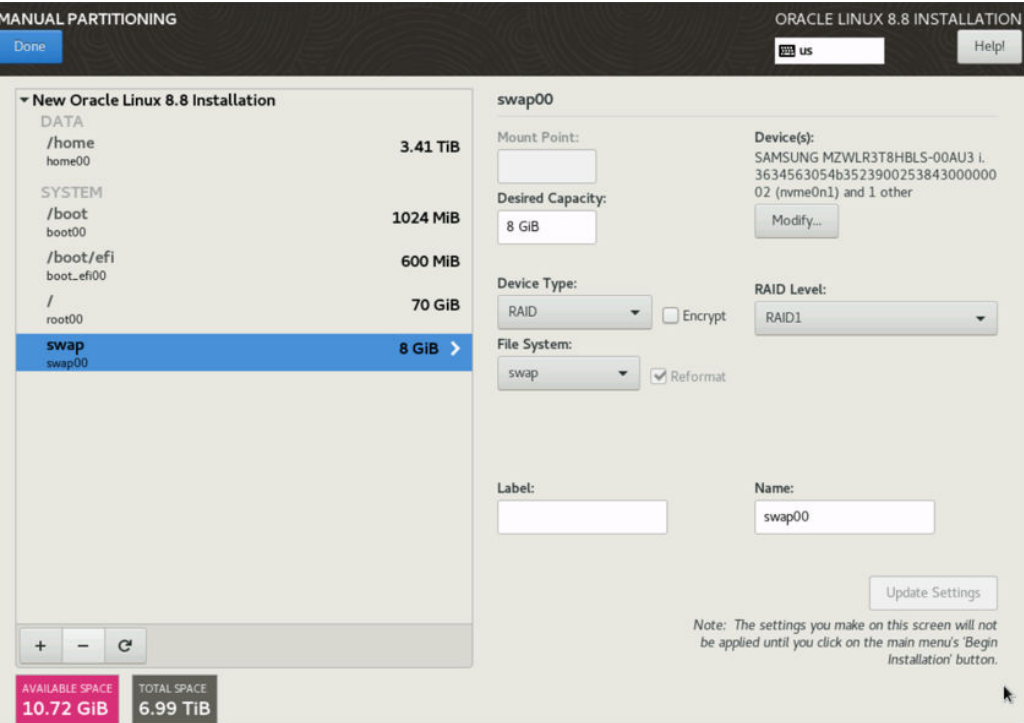 MANUAL PARTITIONING
ORACLE LINUX 8.8 INSTALLATION
Done
us
Help!
New Oracle Linux 8.8 Installation
DATA
/home
3.41 TiB
home00
SYSTEM
/boot
1024 MiB
boot00
/boot/efi
600 MiB
boot_efi00
/
70 GiB
root00
swap
8 GiB
swap00
+ −
AVAILABLE SPACE
10.72 GiB
TOTAL SPACE
6.99 TiB
swap00
Mount Point:
Device(s):
SAMSUNG MZWLR3T8HBLS-00AU3 i.
3634563054b3523900253843000000
02 (nvme0n1) and 1 other
Modify...
Desired Capacity:
8 GiB
Device Type:
RAID
Encrypt
RAID Level:
RAID1
File System:
swap
Reformat
Label:
Name:
swap00
Update Settings
Note: The settings you make on this screen will not
be applied until you click on the main menu's 'Begin
Installation' button.